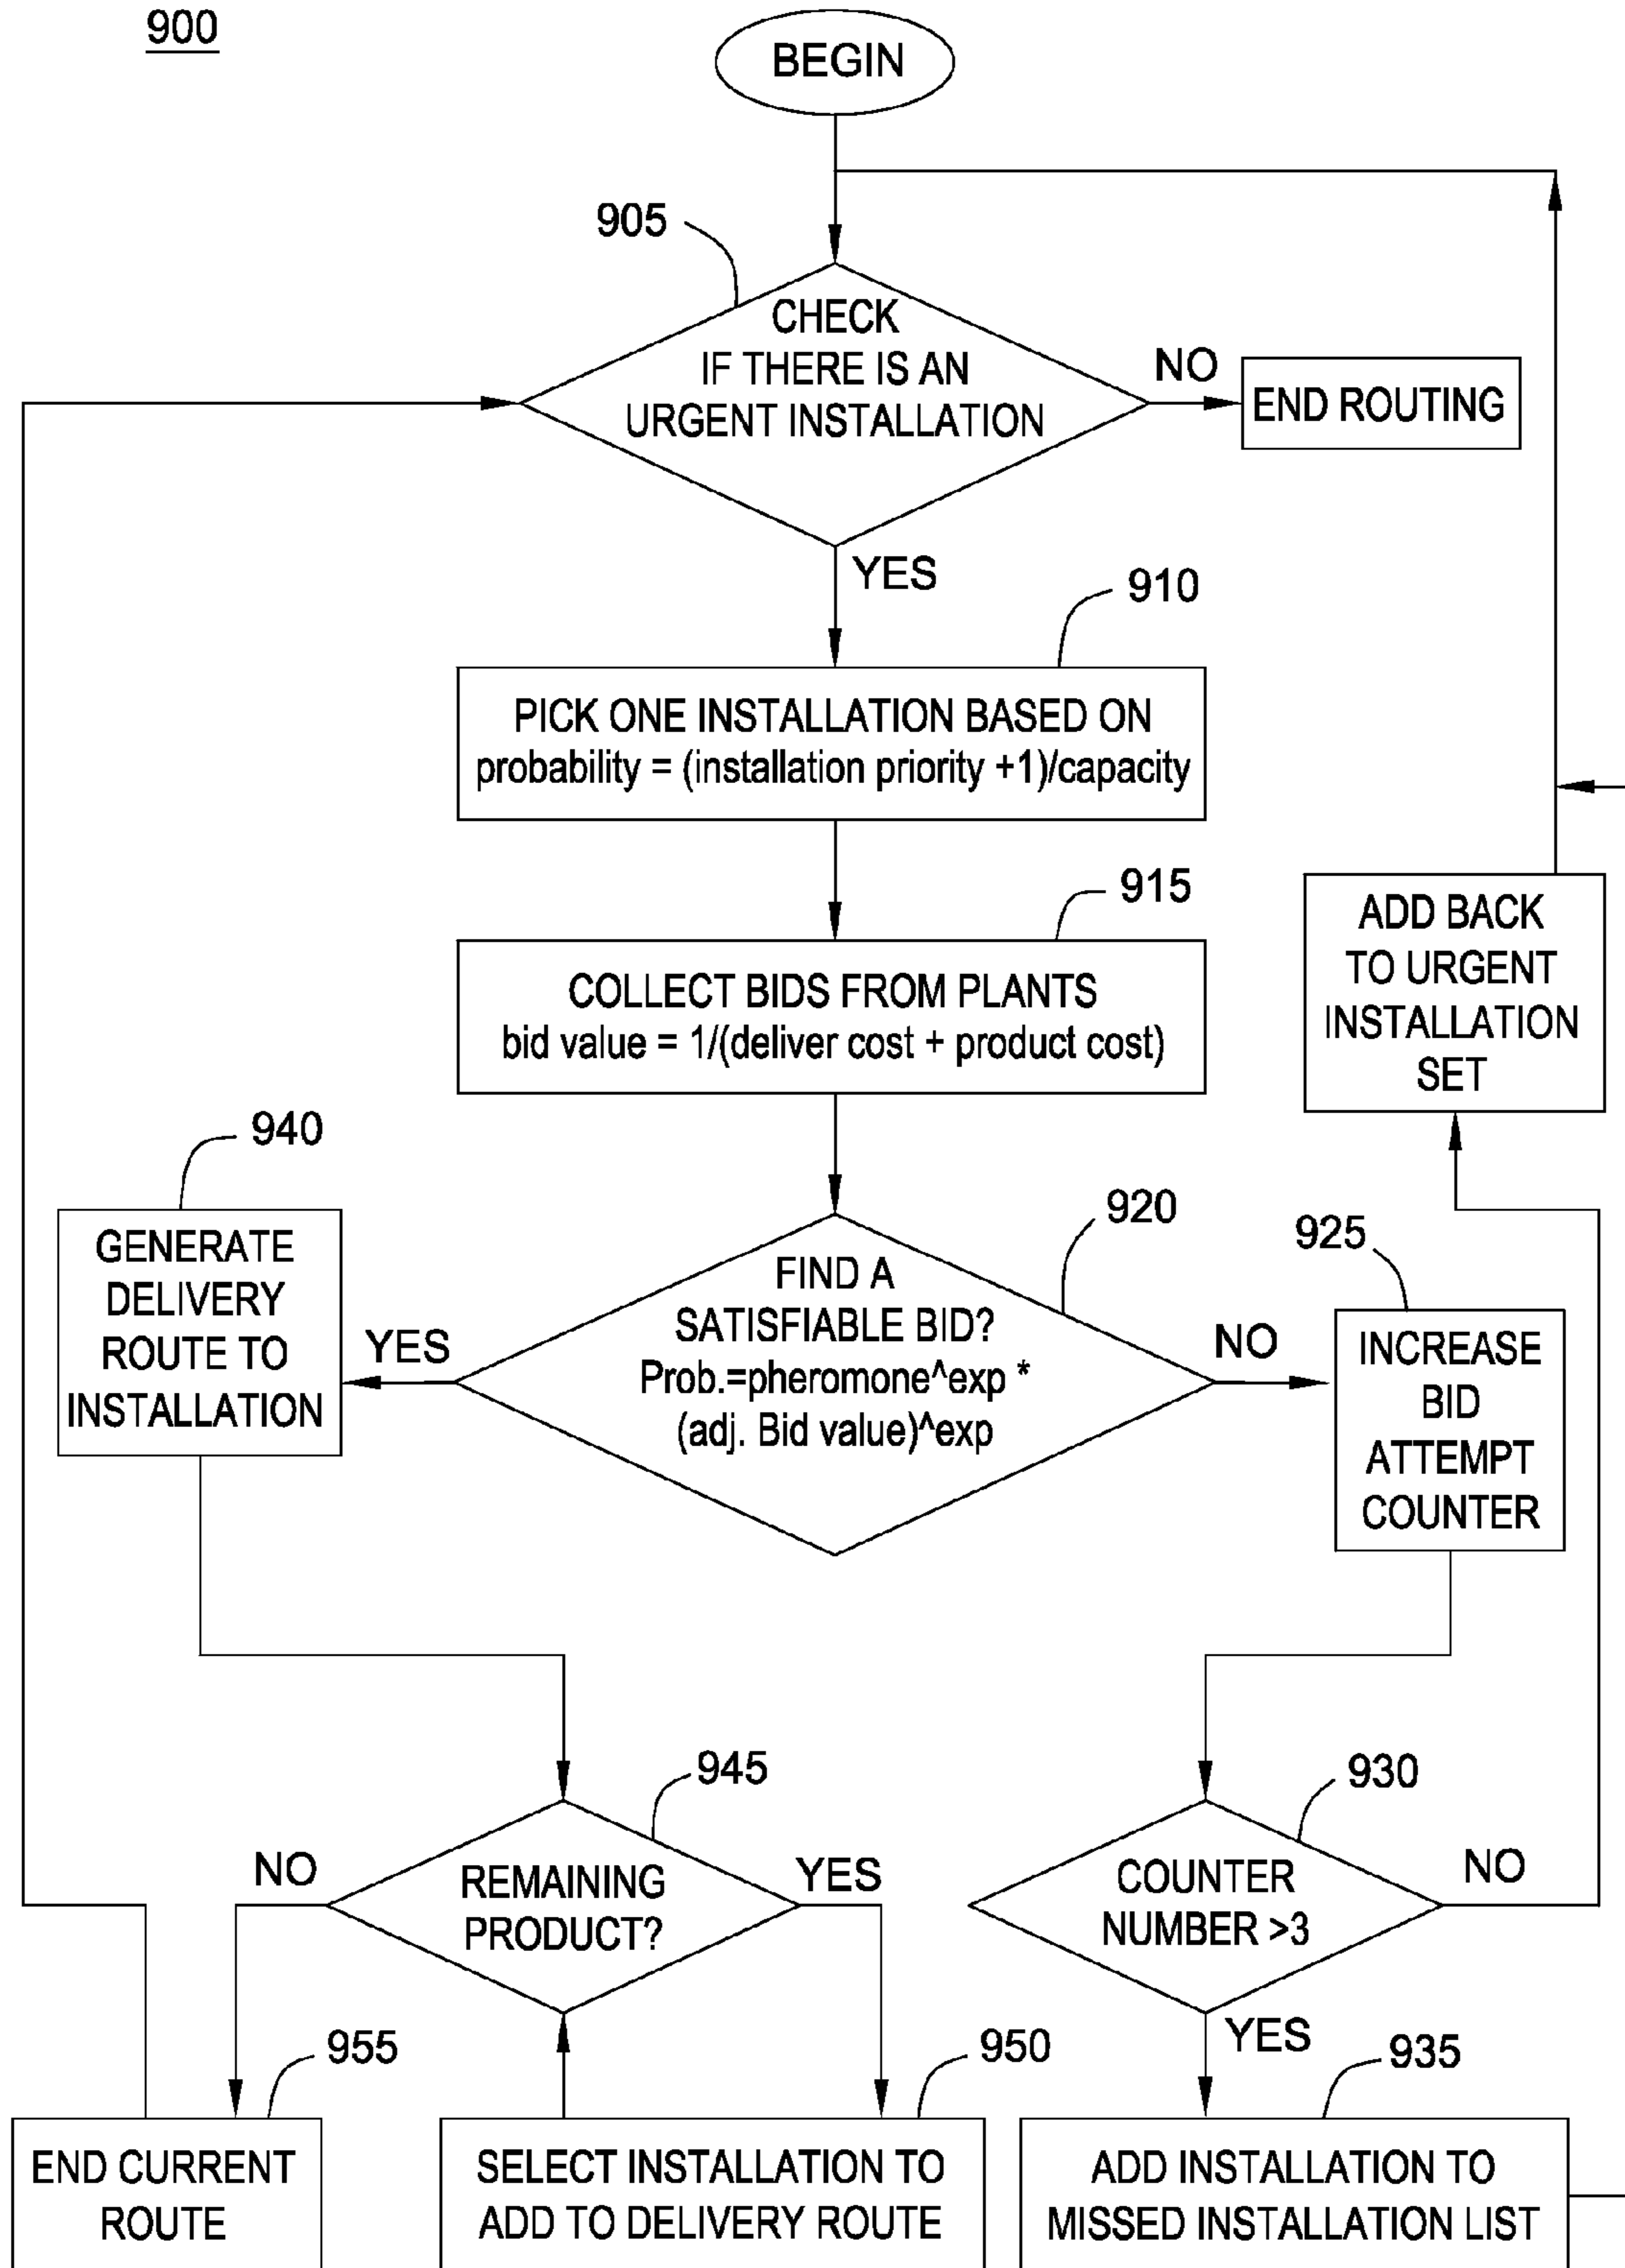 900
BEGIN
905
CHECK
IF THERE IS AN
URGENT INSTALLATION
NO
END ROUTING
YES
910
PICK ONE INSTALLATION BASED ON
probability = (installation priority +1)/capacity
915
COLLECT BIDS FROM PLANTS
bid value = 1/(deliver cost + product cost)
ADD BACK
TO URGENT
INSTALLATION
SET
940
GENERATE
DELIVERY
ROUTE TO
INSTALLATION
YES
920
FIND A
SATISFIABLE BID?
Prob.=pheromone^exp *
(adj. Bid value)^exp
NO
925
INCREASE
BID
ATTEMPT
COUNTER
945
NO
REMAINING
PRODUCT?
YES
930
COUNTER
NUMBER >3
NO
YES
955
END CURRENT
ROUTE
950
SELECT INSTALLATION TO
ADD TO DELIVERY ROUTE
935
ADD INSTALLATION TO
MISSED INSTALLATION LIST